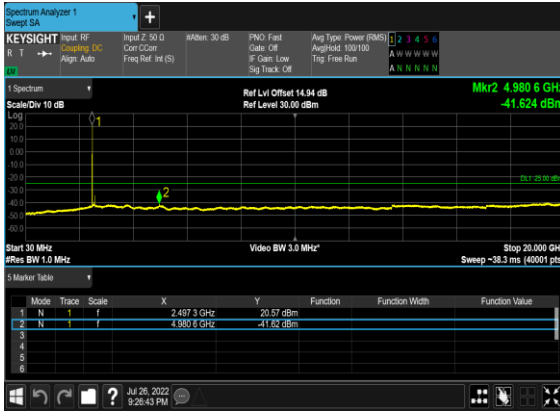 Spectrum Analyzer 1
Swept SA
+
KEYSIGHT Input: RF Input Z: 50 Ω #Atten: 30 dB PNO: Fast Avg Type: Power (RMS) 1 2 3 4 5 6
R T Coupling: DC Corr CCorr Gate: Off Avg|Hold: 100/100 A W W W W W
Align: Auto Freq Ref: Int (S) IF Gain: Low Trig: Free Run
Sig Track: Off A N N N N N
1 Spectrum
Ref Lvl Offset 14.94 dB Mkr2 4.980 6 GHz
Scale/Div 10 dB Ref Level 30.00 dBm -41.624 dBm
Log
1
20.0
10.0
0.00
-10.0
-20.0
DL1 -25.00 dBm
-30.0
2
-40.0
-50.0
-60.0
Start 30 MHz Video BW 3.0 MHz* Stop 20.000 GHz
#Res BW 1.0 MHz Sweep ~38.3 ms (40001 pts)
5 Marker Table
Mode Trace Scale X Y Function Function Width Function Value
1 N 1 f 2.497 3 GHz 20.57 dBm
2 N 1 f 4.980 6 GHz -41.62 dBm
3
4
5
6
? Jul 26, 2022
9:26:43 PM